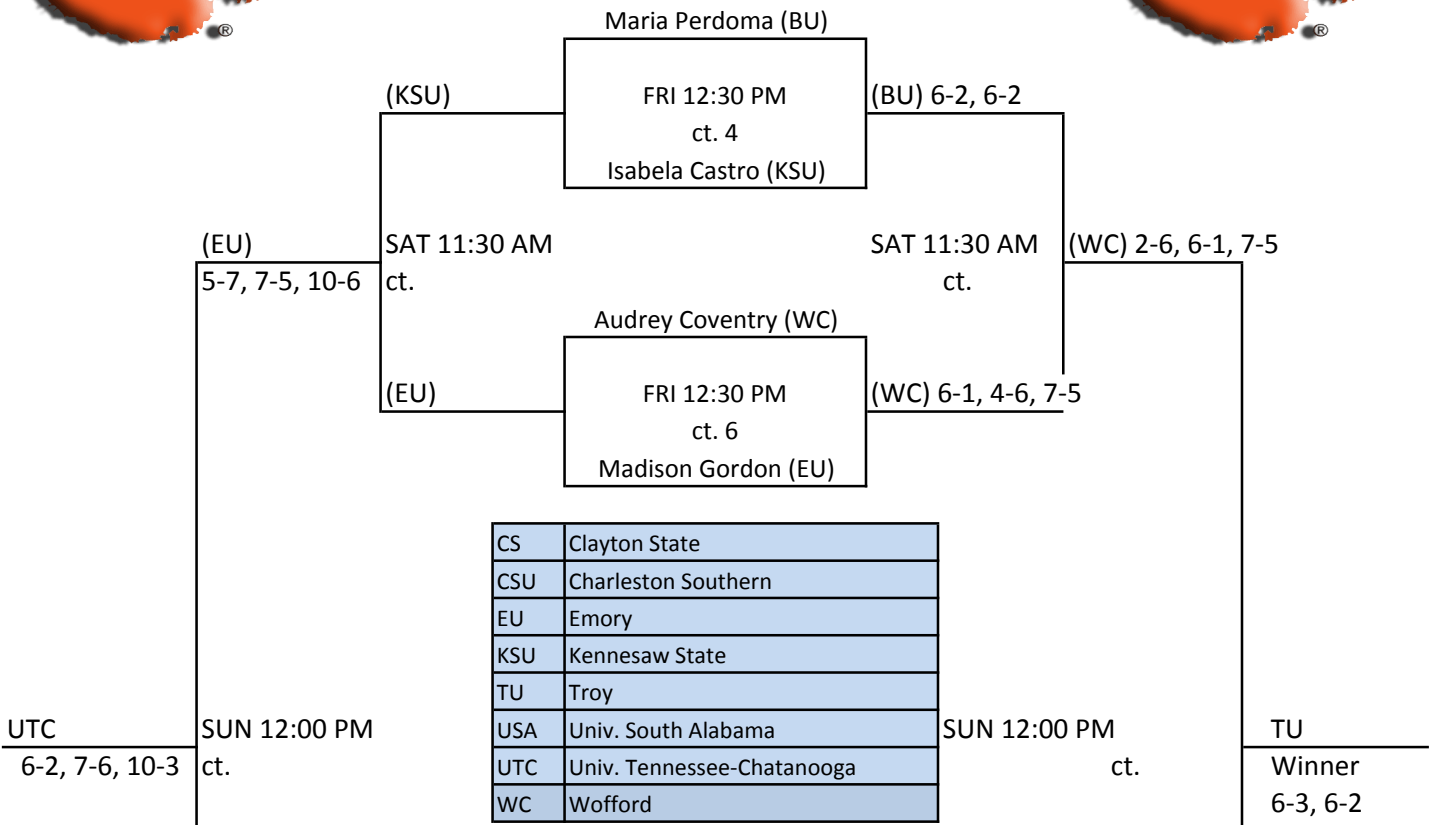 ® ®
Maria Perdoma (BU)
(KSU) FRI 12:30 PM (BU) 6-2, 6-2
ct. 4
Isabela Castro (KSU)
(EU) SAT 11:30 AM SAT 11:30 AM (WC) 2-6, 6-1, 7-5
5-7, 7-5, 10-6 ct. ct.
Audrey Coventry (WC)
(EU) FRI 12:30 PM (WC) 6-1, 4-6, 7-5
ct. 6
Madison Gordon (EU)
CS Clayton State
CSU Charleston Southern
EU Emory
KSU Kennesaw State
TU Troy
UTC SUN 12:00 PM USA Univ. South Alabama SUN 12:00 PM TU
6-2, 7-6, 10-3 ct. UTC Univ. Tennessee-Chatanooga ct. Winner
WC Wofford 6-3, 6-2